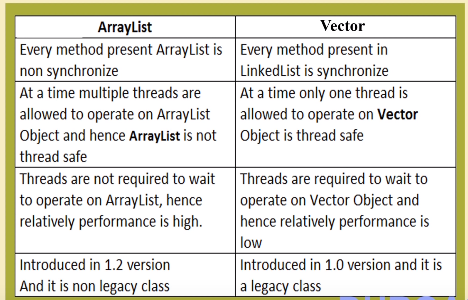 ArrayList
Vector
Every method present ArrayList is
non synchronize
Every method present in
LinkedList is synchronize
At a time multiple threads are
allowed to operate on ArrayList
Object and hence ArrayList is not
thread safe
At a time only one thread is
allowed to operate on Vector
Object is thread safe
Threads are not required to wait
to operate on ArrayList, hence
relatively performance is high.
Threads are required to wait to
operate on Vector Object and
hence relatively performance is
low
Introduced in 1.2 version
And it is non legacy class
Introduced in 1.0 version and it is
a legacy class